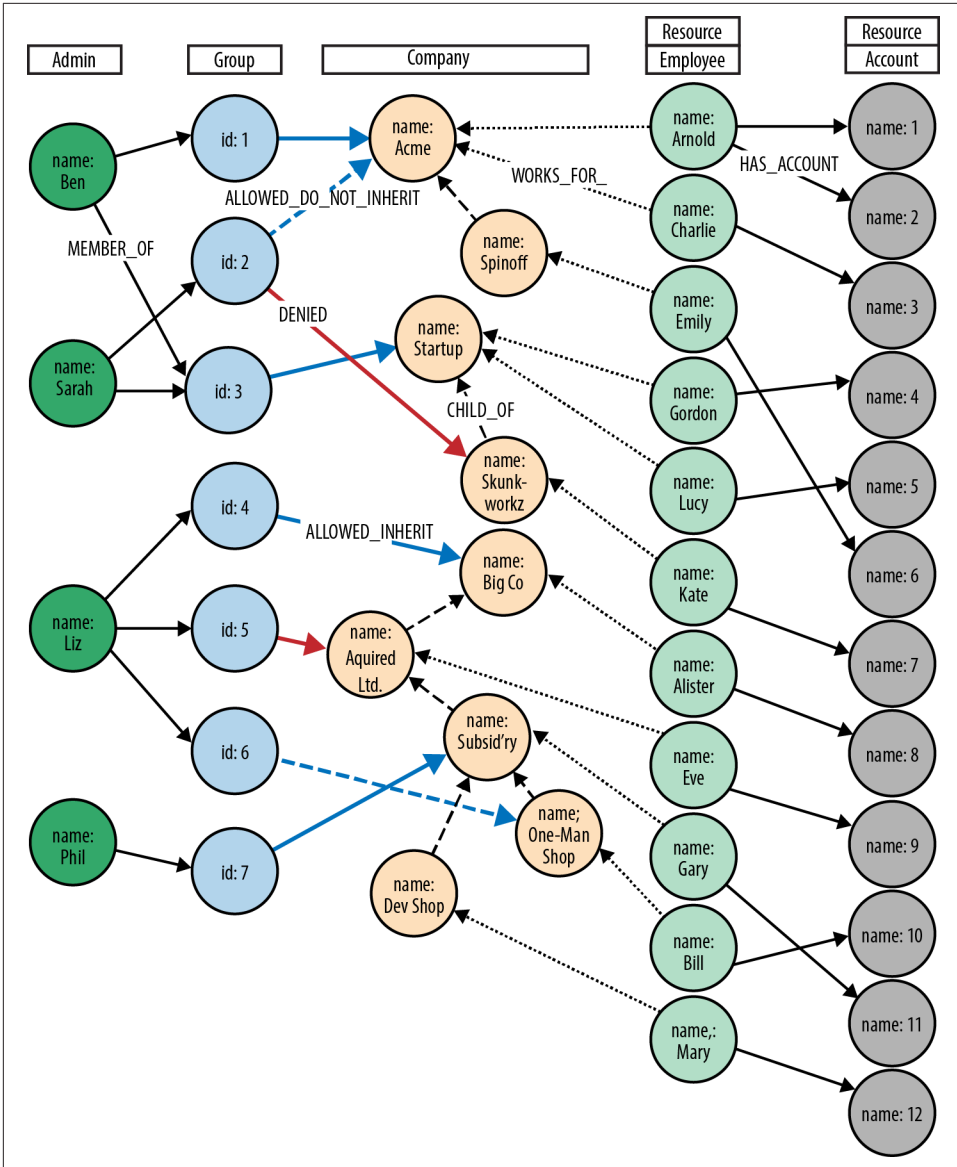 Admin
Group
Company
Resource
Employee
Resource
Account
name:
Ben
name:
Sarah
name:
Liz
name:
Phil
MEMBER_OF
id: 1
id: 2
id: 3
id: 4
id: 5
id: 6
id: 7
ALLOWED_DO_NOT_INHERIT
DENIED
ALLOWED_INHERIT
name:
Acme
name:
Spinoff
name:
Startup
CHILD_OF
name:
Skunk-
workz
name:
Big Co
name:
Aquired
Ltd.
name:
Subsid'ry
name;
One-Man
Shop
name:
Dev Shop
WORKS_FOR_
name:
Arnold
name:
Charlie
name:
Emily
name:
Gordon
name:
Lucy
name:
Kate
name:
Alister
name:
Eve
name:
Gary
name:
Bill
name,:
Mary
HAS_ACCOUNT
name: 1
name: 2
name: 3
name: 4
name: 5
name: 6
name: 7
name: 8
name: 9
name: 10
name: 11
name: 12